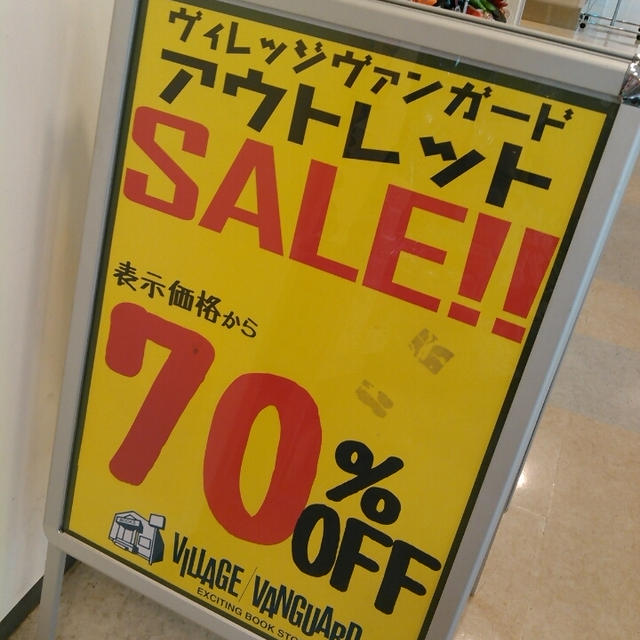 ヴィレッジヴァンガード
アウトレット
SALE!!
表示価格から
70%OFF
VILLAGE/VANGUARD
EXCITING BOOK STO